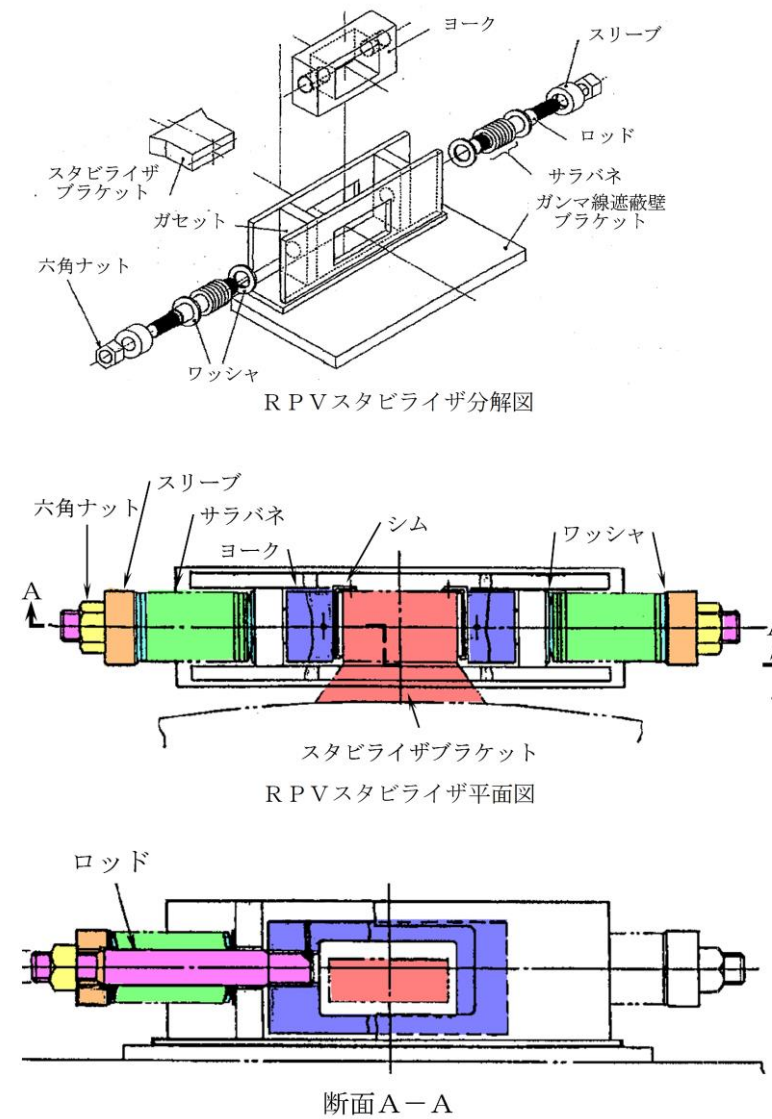 ヨーク
スリーブ
ロッド
サラバネ
ガンマ線遮蔽壁
ブラケット
スタビライザ
ブラケット
ガセット
六角ナット
ワッシャ
RPVスタビライザ分解図
六角ナット
スリーブ
サラバネ
ヨーク
シム
ワッシャ
A
スタビライザブラケット
RPVスタビライザ平面図
ロッド
断面A-A